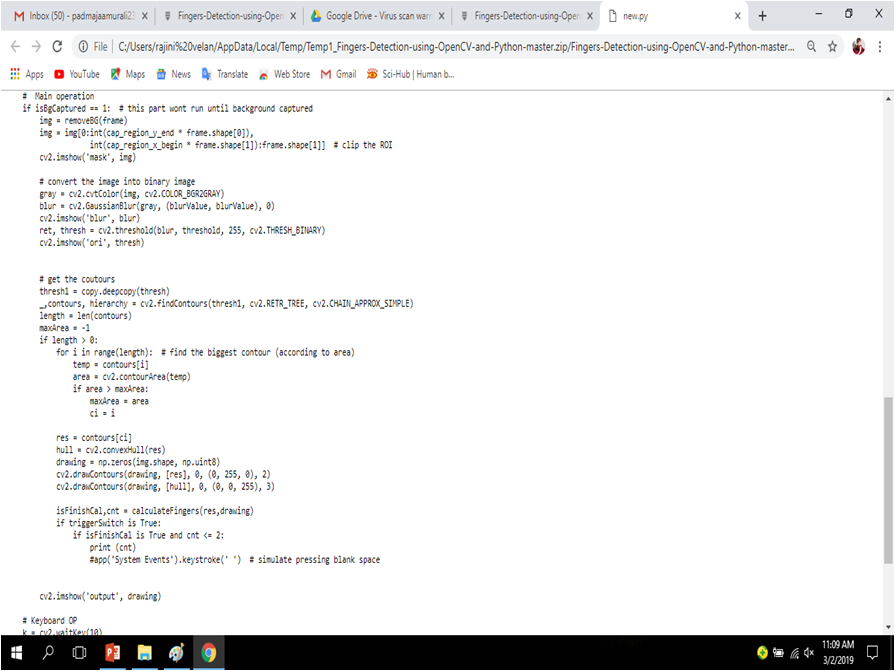 Inbox (50) - padmajaamurali23
Fingers-Detection-using-Open
Google Drive - Virus scan warn
Fingers-Detection-using-Open
new.py
File
C:/Users/rajini%20velan/AppData/Local/Temp/Temp1_Fingers-Detection-using-OpenCV-and-Python-master.zip/Fingers-Detection-using-OpenCV-and-Python-master...
Apps YouTube Maps News Translate Web Store Gmail Sci-Hub | Human b...
#  Main operation
if isBgCaptured == 1:  # this part wont run until background captured
    img = removeBG(frame)
    img = img[0:int(cap_region_y_end * frame.shape[0]),
                int(cap_region_x_begin * frame.shape[1]):frame.shape[1]]  # clip the ROI
    cv2.imshow('mask', img)
    # convert the image into binary image
    gray = cv2.cvtColor(img, cv2.COLOR_BGR2GRAY)
    blur = cv2.GaussianBlur(gray, (blurValue, blurValue), 0)
    cv2.imshow('blur', blur)
    ret, thresh = cv2.threshold(blur, threshold, 255, cv2.THRESH_BINARY)
    cv2.imshow('ori', thresh)
    # get the coutours
    thresh1 = copy.deepcopy(thresh)
    _,contours, hierarchy = cv2.findContours(thresh1, cv2.RETR_TREE, cv2.CHAIN_APPROX_SIMPLE)
    length = len(contours)
    maxArea = -1
    if length > 0:
        for i in range(length):  # find the biggest contour (according to area)
            temp = contours[i]
            area = cv2.contourArea(temp)
            if area > maxArea:
                maxArea = area
                ci = i
        res = contours[ci]
        hull = cv2.convexHull(res)
        drawing = np.zeros(img.shape, np.uint8)
        cv2.drawContours(drawing, [res], 0, (0, 255, 0), 2)
        cv2.drawContours(drawing, [hull], 0, (0, 0, 255), 3)
        isFinishCal,cnt = calculateFingers(res,drawing)
        if triggerSwitch is True:
            if isFinishCal is True and cnt <= 2:
                print (cnt)
                #app('System Events').keystroke(' ')  # simulate pressing blank space
    cv2.imshow('output', drawing)
# Keyboard OP
k = cv2.waitKey(10)
11:09 AM
3/2/2019